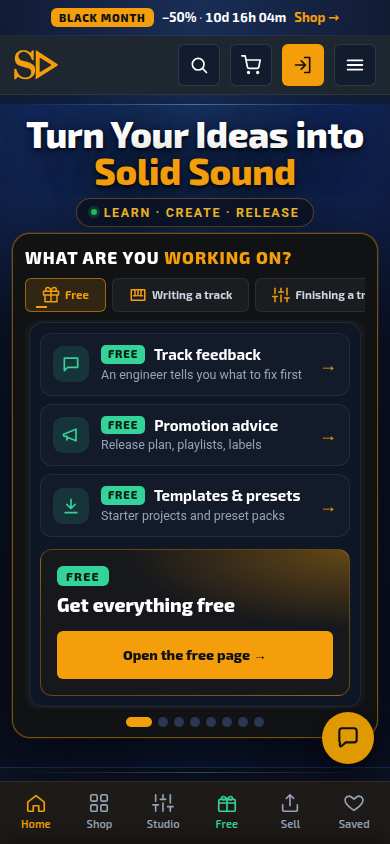 BLACK MONTH −50% · 10d 16h 04m Shop →
Turn Your Ideas into
Solid Sound
LEARN · CREATE · RELEASE
WHAT ARE YOU WORKING ON?
Free Writing a track Finishing a tr
FREE Track feedback
An engineer tells you what to fix first →
FREE Promotion advice
Release plan, playlists, labels →
FREE Templates & presets
Starter projects and preset packs →
FREE
Get everything free
Open the free page →
Home Shop Studio Free Sell Saved